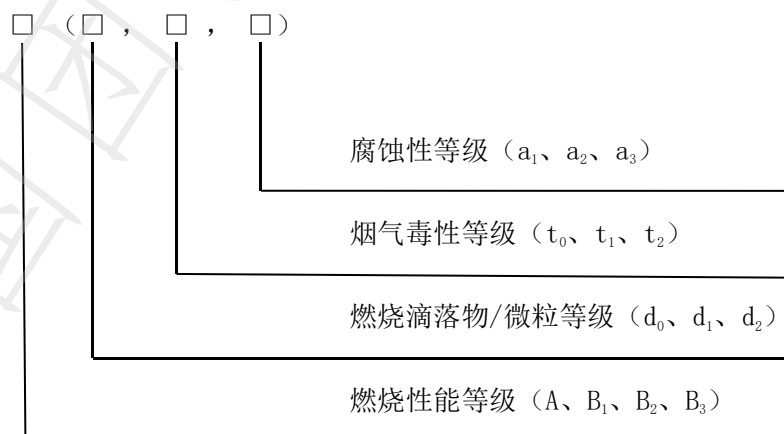 □（□，□，□）
腐蚀性等级（a₁、a₂、a₃）
烟气毒性等级（t₀、t₁、t₂）
燃烧滴落物/微粒等级（d₀、d₁、d₂）
燃烧性能等级（A、B₁、B₂、B₃）